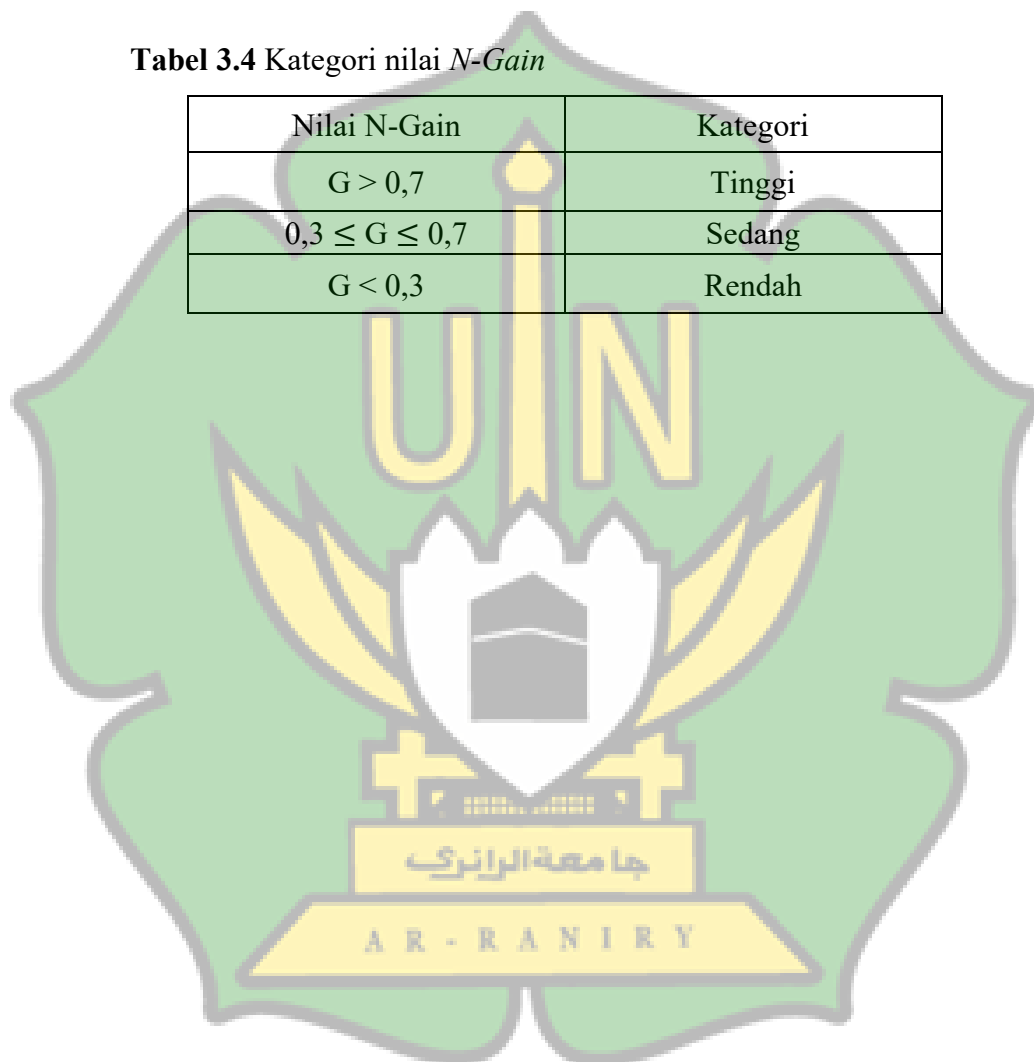 Tabel 3.4 Kategori nilai N-Gain
Nilai N-Gain Kategori
G > 0,7 Tinggi
0,3 ≤ G ≤ 0,7 Sedang
G < 0,3 Rendah
UIN
جامعة الرانري
AR-RANIRY